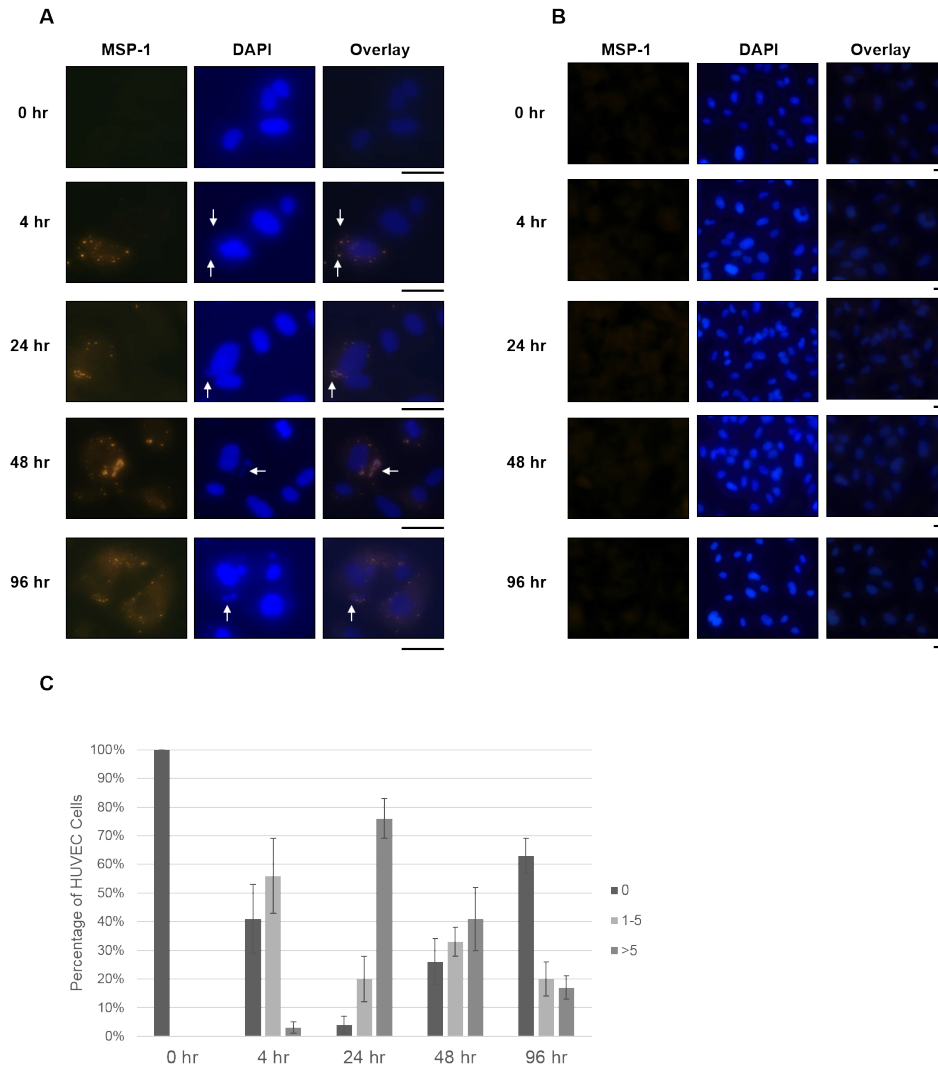 A
MSP-1 DAPI Overlay
0 hr
4 hr
24 hr
48 hr
96 hr
B
MSP-1 DAPI Overlay
0 hr
4 hr
24 hr
48 hr
96 hr
C
Percentage of HUVEC Cells
100%
90%
80%
70%
60%
50%
40%
30%
20%
10%
0%
0 hr 4 hr 24 hr 48 hr 96 hr
0
1-5
>5